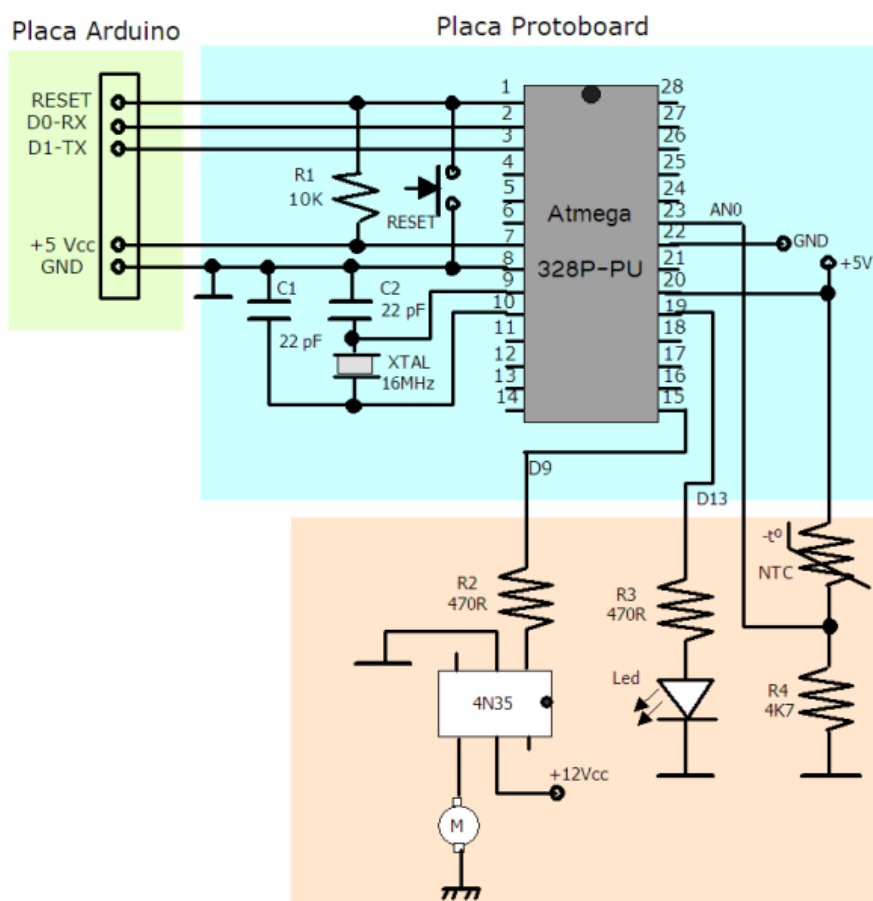 Placa Arduino
Placa Protoboard
RESET
D0-RX
D1-TX
+5 Vcc
GND
R1
10K
RESET
C1
22 pF
C2
22 pF
XTAL
16MHz
1
2
3
4
5
6
7
8
9
10
11
12
13
14
Atmega
328P-PU
28
27
26
25
24
23
22
21
20
19
18
17
16
15
AN0
GND
+5V
D9
D13
-tº
NTC
R2
470R
R3
470R
Led
R4
4K7
4N35
+12Vcc
M